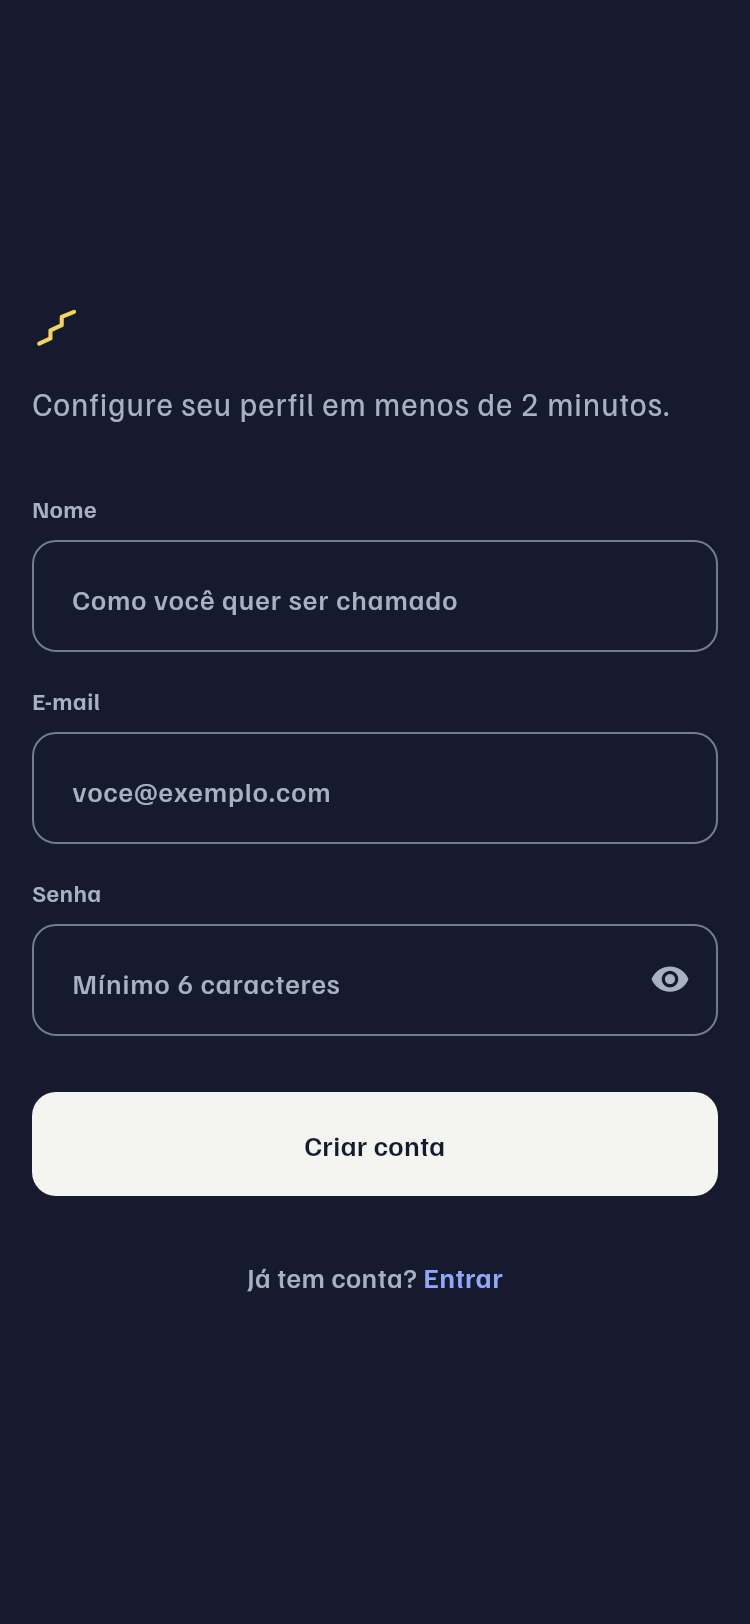 Configure seu perfil em menos de 2 minutos.
Nome
Como você quer ser chamado
E-mail
voce@exemplo.com
Senha
Mínimo 6 caracteres
Criar conta
Já tem conta? Entrar